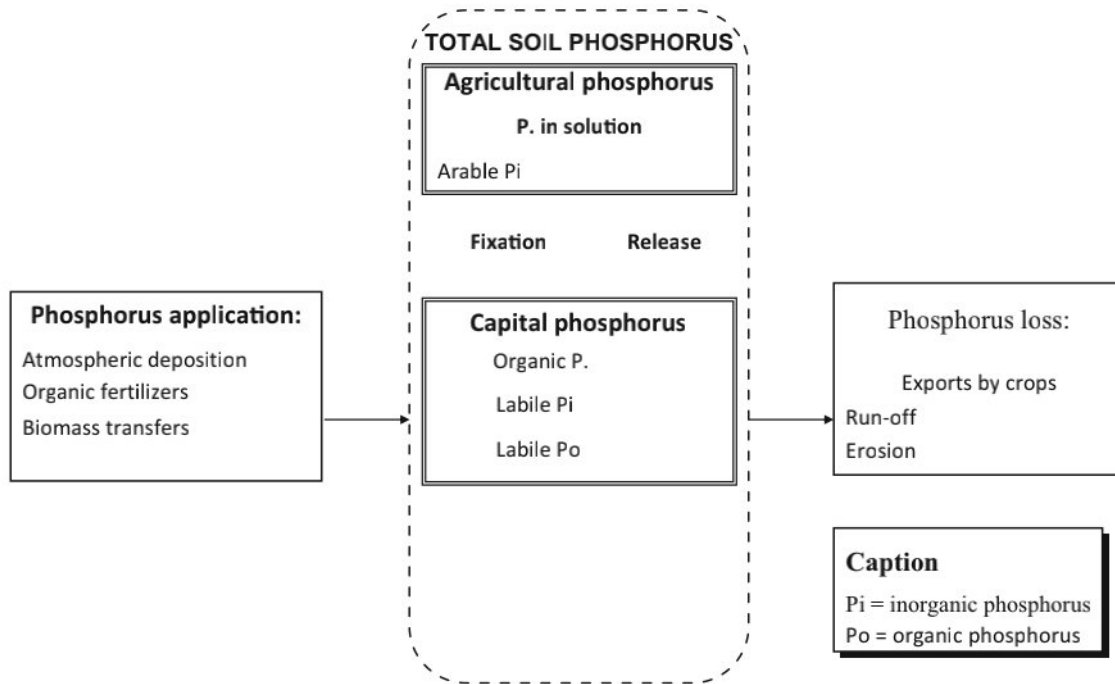 TOTAL SOIL PHOSPHORUS
Agricultural phosphorus
P. in solution
Arable Pi
Fixation Release
Phosphorus application:
Atmospheric deposition
Organic fertilizers
Biomass transfers
Capital phosphorus
Organic P.
Labile Pi
Labile Po
Phosphorus loss:
Exports by crops
Run-off
Erosion
Caption
Pi = inorganic phosphorus
Po = organic phosphorus